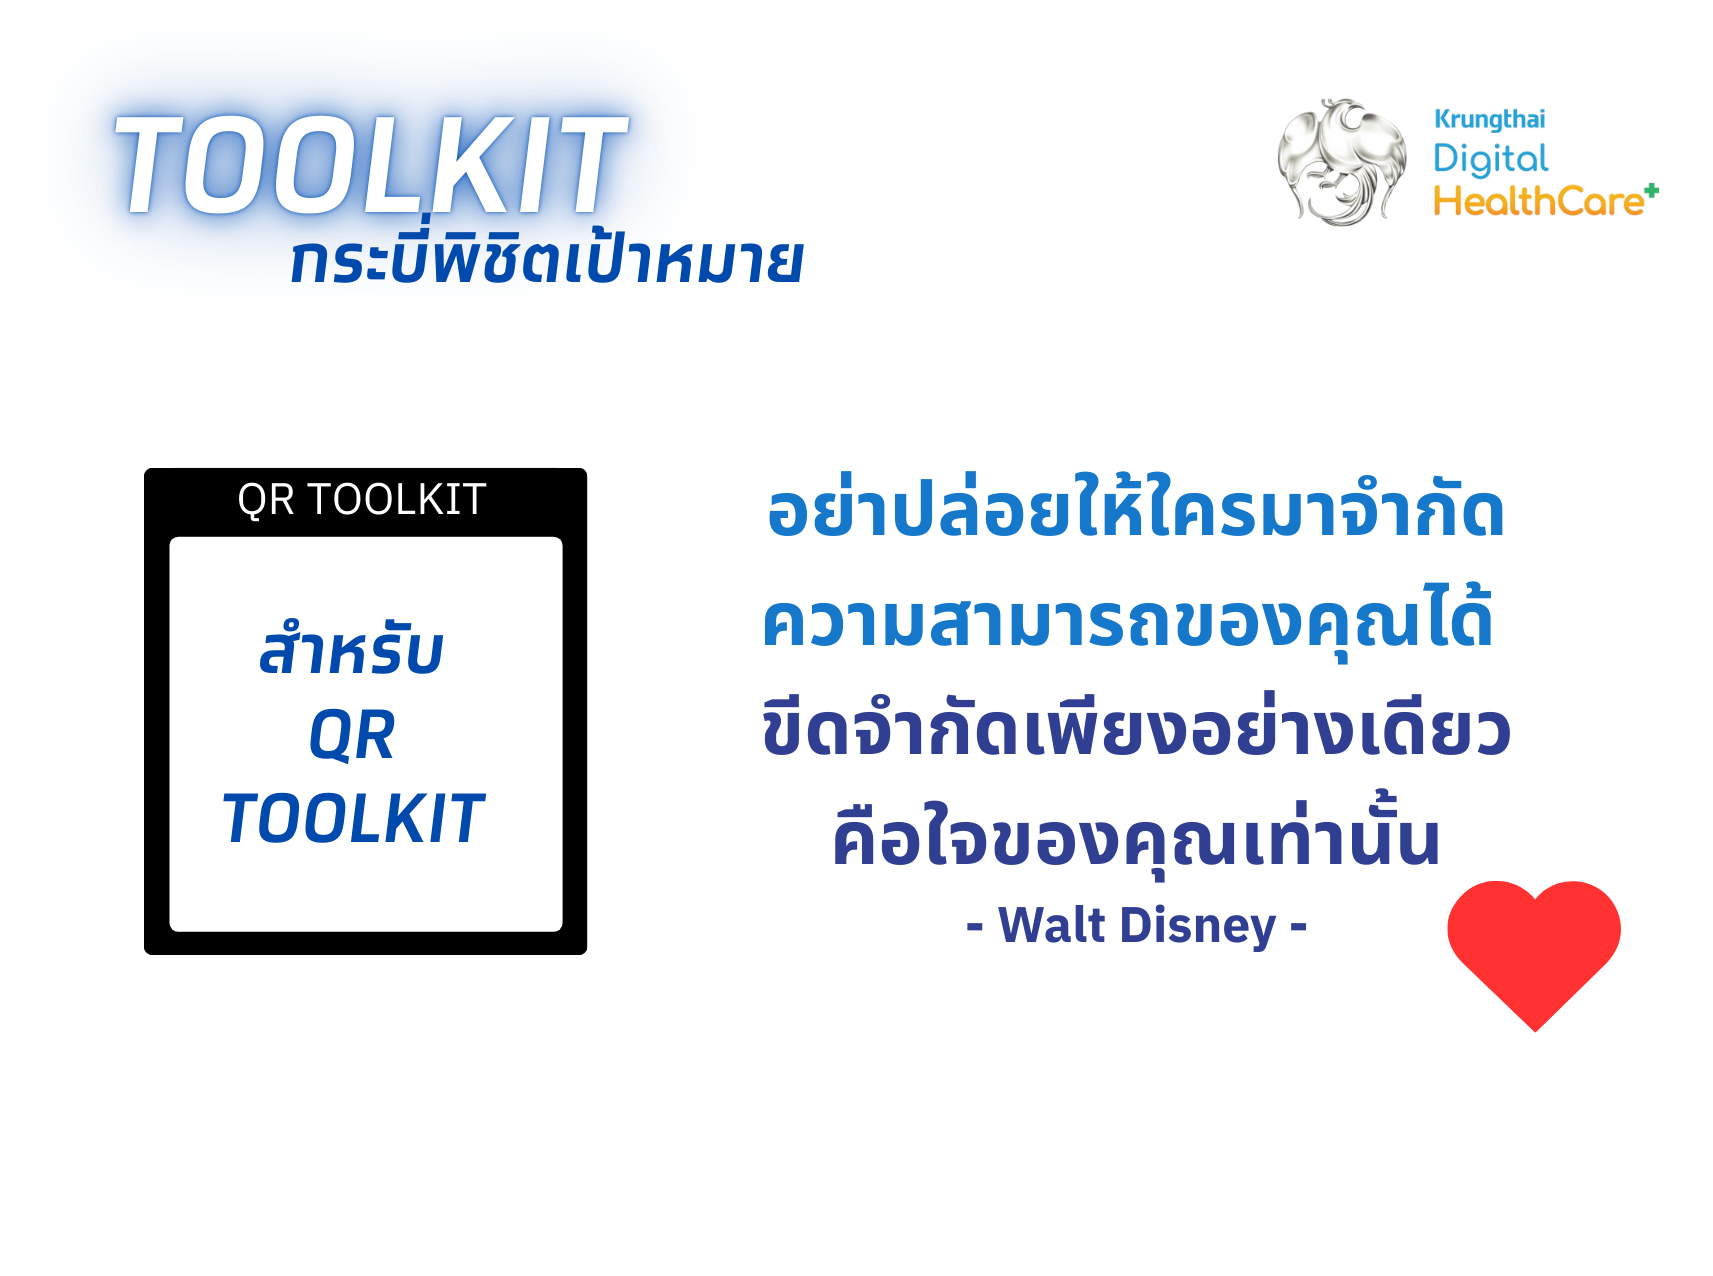 TOOLKIT
กระบี่พิชิตเป้าหมาย
Krungthai
Digital
HealthCare+
QR TOOLKIT
สำหรับ
QR
TOOLKIT
อย่าปล่อยให้ใครมาจำกัด
ความสามารถของคุณได้
ขีดจำกัดเพียงอย่างเดียว
คือใจของคุณเท่านั้น
- Walt Disney -